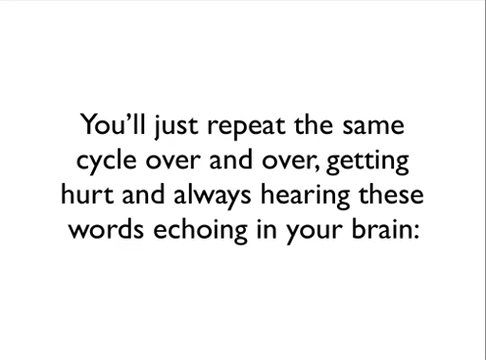 You’ll just repeat the same
cycle over and over, getting
hurt and always hearing these
words echoing in your brain: